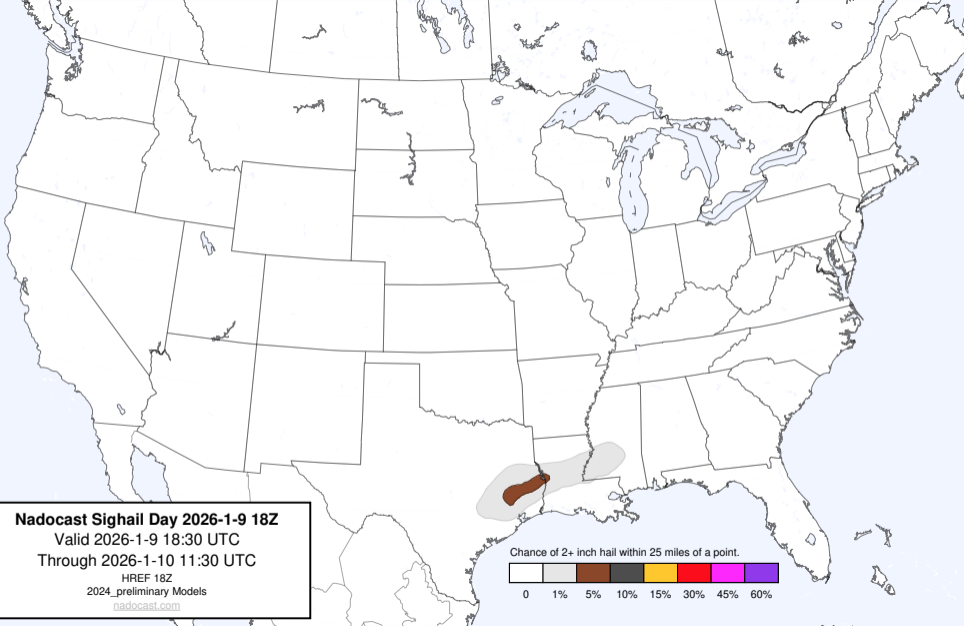 Nadocast Sighail Day 2026-1-9 18Z
Valid 2026-1-9 18:30 UTC
Through 2026-1-10 11:30 UTC
HREF 18Z
2024_preliminary Models
nadocast.com
Chance of 2+ inch hail within 25 miles of a point.
0 1% 5% 10% 15% 30% 45% 60%